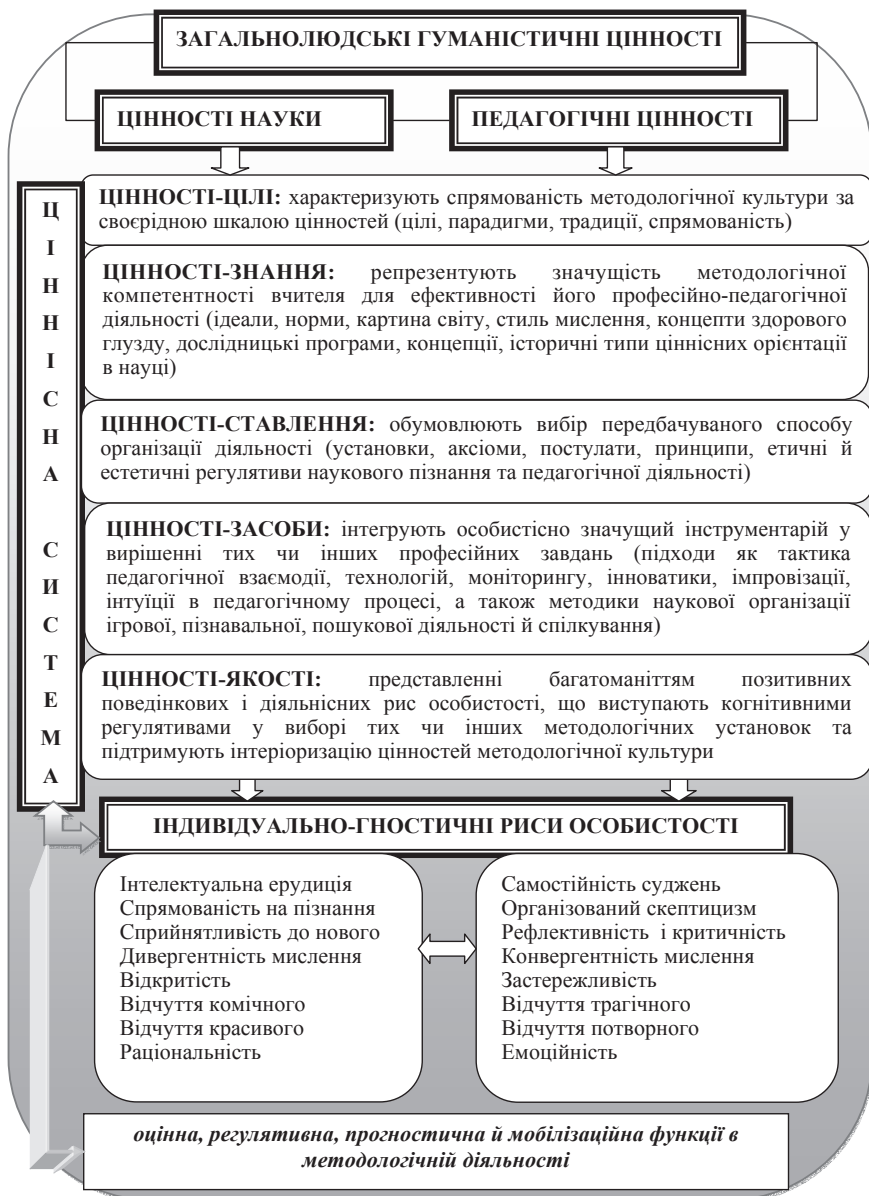 ЗАГАЛЬНОЛЮДСЬКІ ГУМАНІСТИЧНІ ЦІННОСТІ
ЦІННОСТІ НАУКИ
ПЕДАГОГІЧНІ ЦІННОСТІ
ЦІННІСНА СИСТЕМА
ЦІННОСТІ-ЦІЛІ: характеризують спрямованість методологічної культури за
своєрідною шкалою цінностей (цілі, парадигми, традиції, спрямованість)
ЦІННОСТІ-ЗНАННЯ: репрезентують значущість методологічної
компетентності вчителя для ефективності його професійно-педагогічної
діяльності (ідеали, норми, картина світу, стиль мислення, концепти здорового
глузду, дослідницькі програми, концепції, історичні типи ціннісних орієнтації
в науці)
ЦІННОСТІ-СТАВЛЕННЯ: обумовлюють вибір передбачуваного способу
організації діяльності (установки, аксіоми, постулати, принципи, етичні й
естетичні регулятиви наукового пізнання та педагогічної діяльності)
ЦІННОСТІ-ЗАСОБИ: інтегрують особистісно значущий інструментарій у
вирішенні тих чи інших професійних завдань (підходи як тактика
педагогічної взаємодії, технологій, моніторингу, інноватики, імпровізації,
інтуїції в педагогічному процесі, а також методики наукової організації
ігрової, пізнавальної, пошукової діяльності й спілкування)
ЦІННОСТІ-ЯКОСТІ: представленні багатоманіттям позитивних
поведінкових і діяльнісних рис особистості, що виступають когнітивними
регулятивами у виборі тих чи інших методологічних установок та
підтримують інтеріоризацію цінностей методологічної культури
ІНДИВІДУАЛЬНО-ГНОСТИЧНІ РИСИ ОСОБИСТОСТІ
Інтелектуальна ерудиція
Спрямованість на пізнання
Сприйнятливість до нового
Дивергентність мислення
Відкритість
Відчуття комічного
Відчуття красивого
Раціональність
Самостійність суджень
Організований скептицизм
Рефлективність і критичність
Конвергентність мислення
Застережливість
Відчуття трагічного
Відчуття потворного
Емоційність
оцінна, регулятивна, прогностична й мобілізаційна функції в
методологічній діяльності